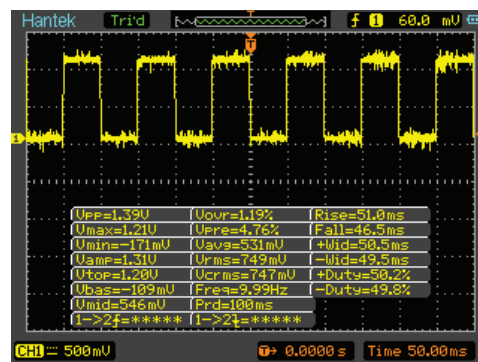 Hantek Tri'd T f 1 60.0 mV
T
1
Vpp=1.39V Vovr=1.19% Rise=51.0ms
Vmax=1.21V Vpre=4.76% Fall=46.5ms
Vmin=-171mV Vavg=531mV +Wid=50.5ms
Vamp=1.31V Vrms=749mV -Wid=49.5ms
Vtop=1.20V Vcrms=747mV +Duty=50.2%
Vbas=-109mV Freq=9.99Hz -Duty=49.8%
Vmid=546mV Prd=100ms
1->2↑=***** 1->2↓=*****
CH1 500mV T→ 0.0000 s Time 50.00ms